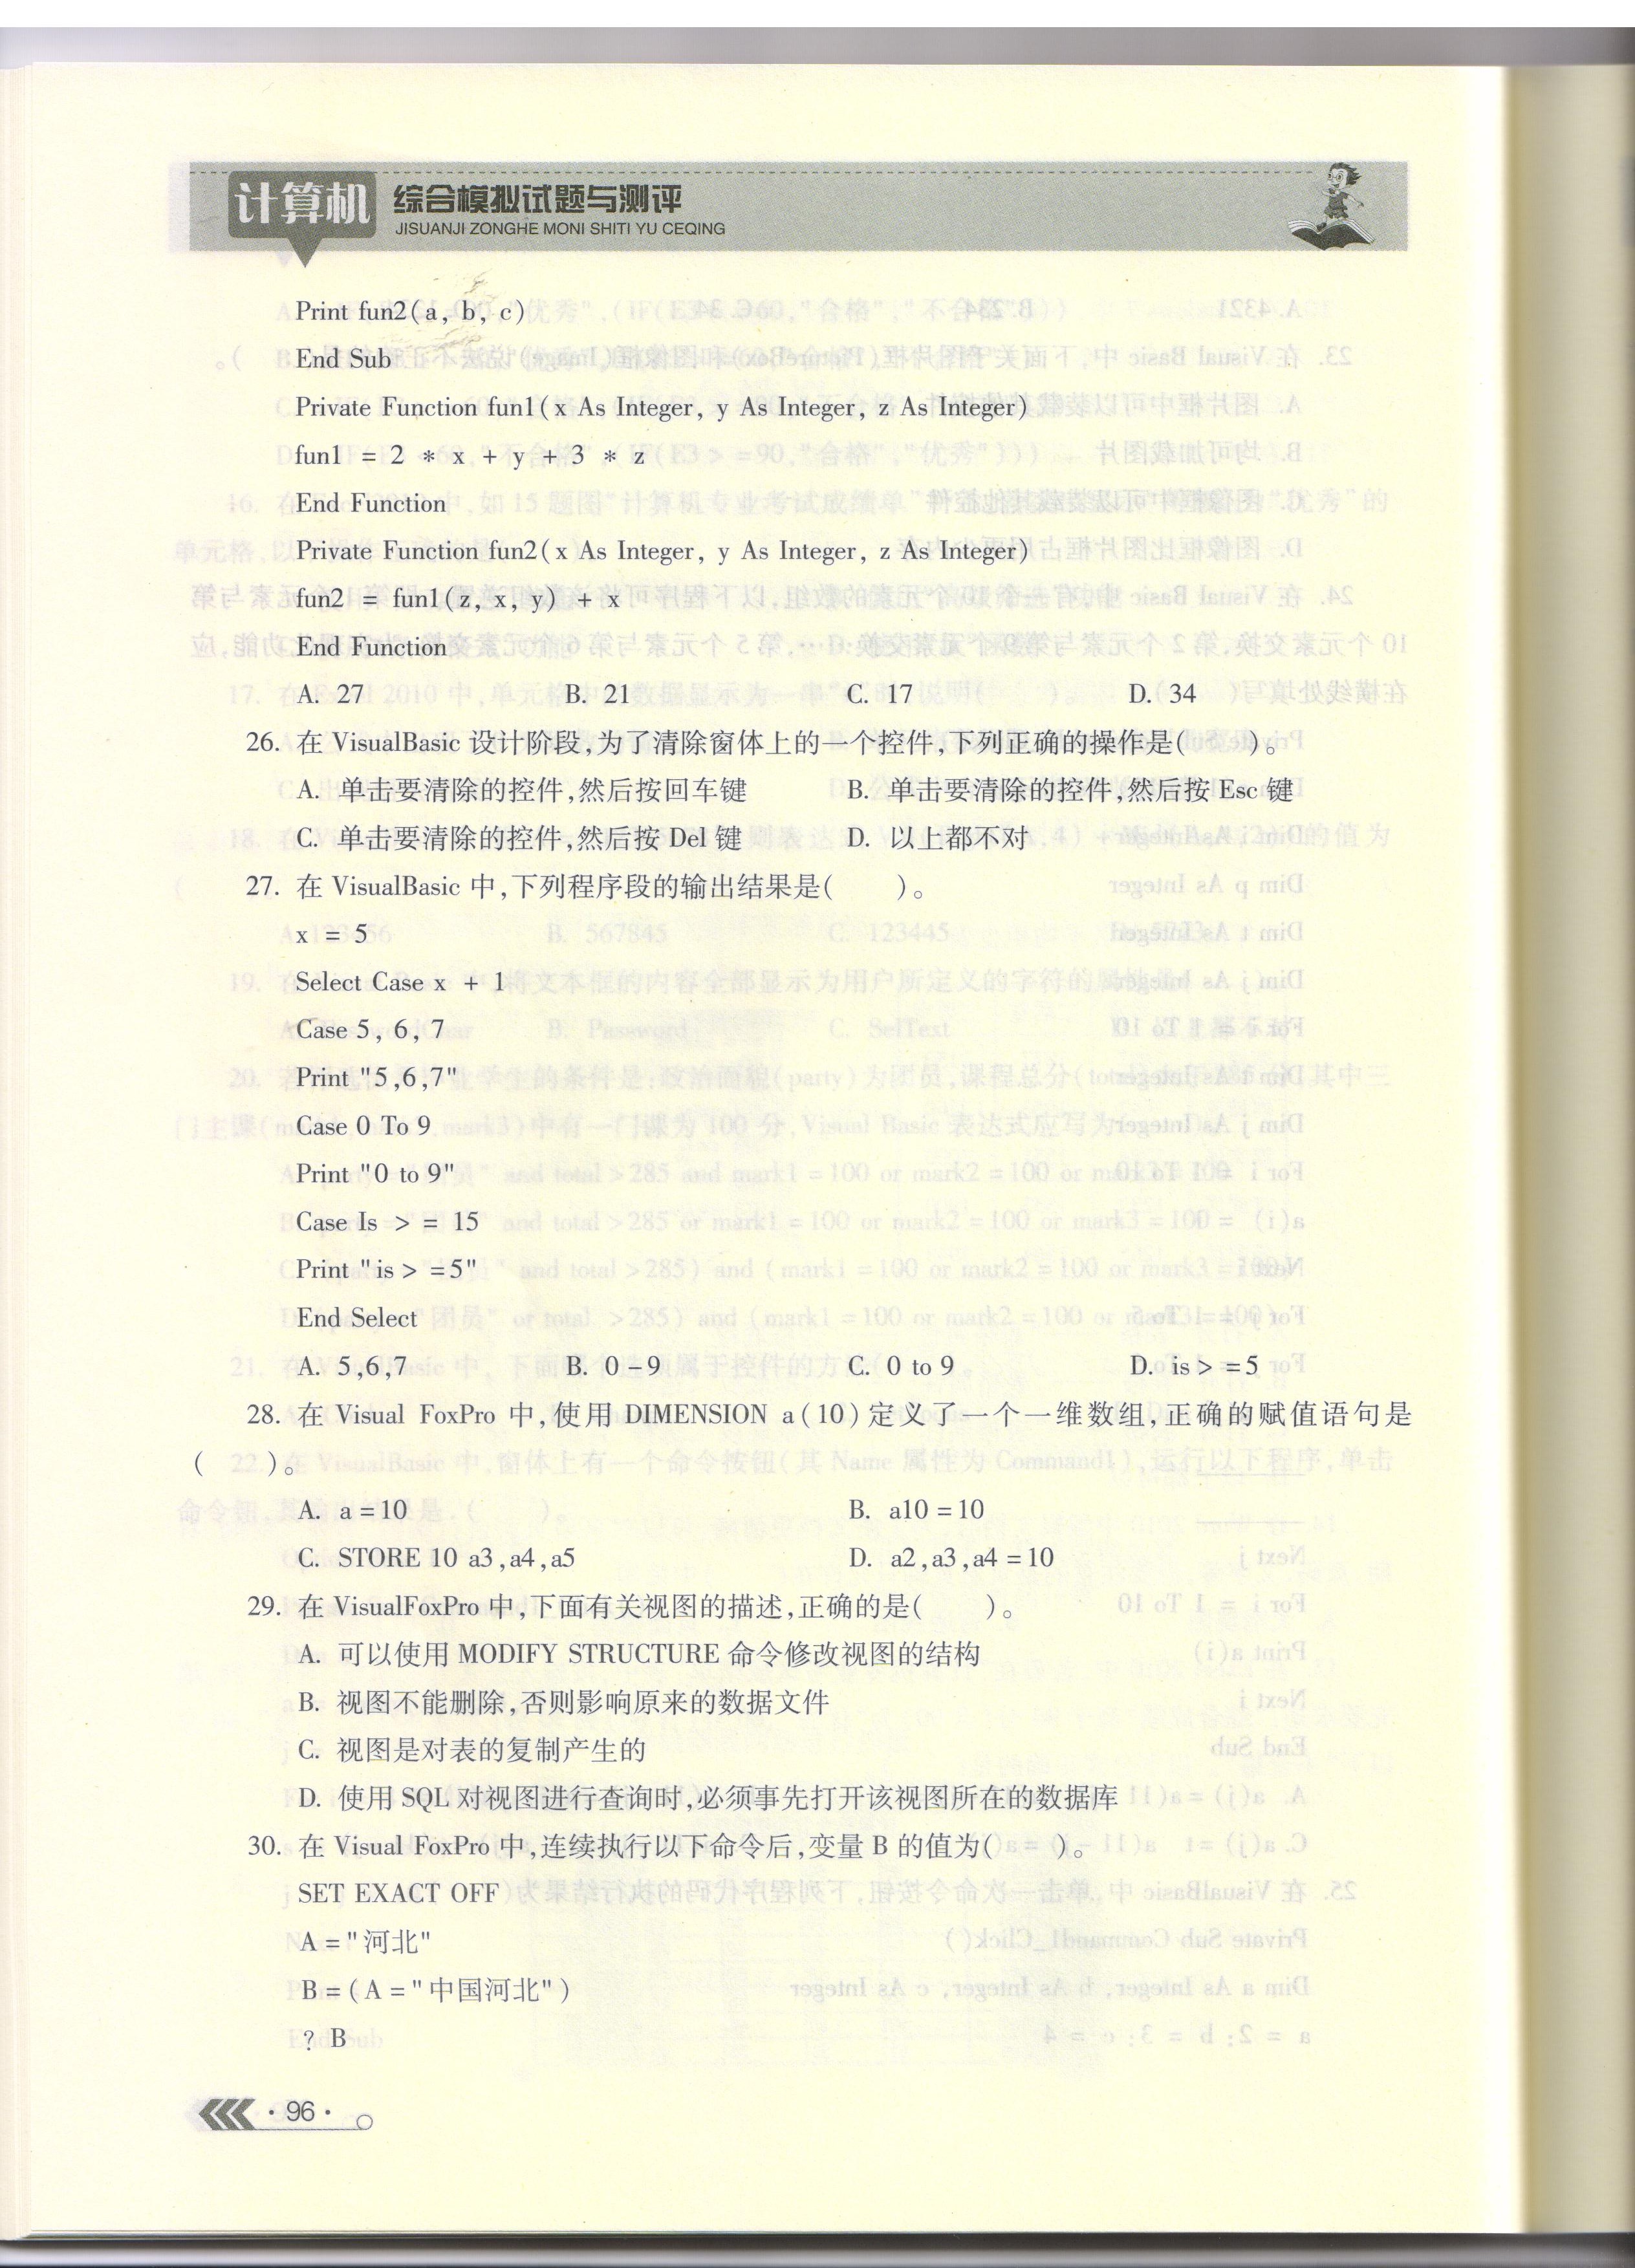 计算机 综合模拟试题与测评
JISUANJI ZONGHE MONI SHITI YU CEQING
Print fun2(a, b, c)
End Sub
Private Function fun1(x As Integer, y As Integer, z As Integer)
fun1 = 2 * x + y + 3 * z
End Function
Private Function fun2(x As Integer, y As Integer, z As Integer)
fun2 = fun1(z, x, y) + x
End Function
A. 27 B. 21 C. 17 D. 34
26. 在 VisualBasic 设计阶段,为了清除窗体上的一个控件,下列正确的操作是( )。
A. 单击要清除的控件,然后按回车键 B. 单击要清除的控件,然后按 Esc 键
C. 单击要清除的控件,然后按 Del 键 D. 以上都不对
27. 在 VisualBasic 中,下列程序段的输出结果是( )。
x = 5
Select Case x + 1
Case 5, 6, 7
Print "5,6,7"
Case 0 To 9
Print "0 to 9"
Case Is > = 15
Print "is > =5"
End Select
A. 5,6,7 B. 0-9 C. 0 to 9 D. is > =5
28. 在 Visual FoxPro 中,使用 DIMENSION a(10)定义了一个一维数组,正确的赋值语句是
( )。
A. a=10 B. a10=10
C. STORE 10 a3,a4,a5 D. a2,a3,a4=10
29. 在 VisualFoxPro 中,下面有关视图的描述,正确的是( )。
A. 可以使用 MODIFY STRUCTURE 命令修改视图的结构
B. 视图不能删除,否则影响原来的数据文件
C. 视图是对表的复制产生的
D. 使用 SQL 对视图进行查询时,必须事先打开该视图所在的数据库
30. 在 Visual FoxPro 中,连续执行以下命令后,变量 B 的值为( )。
SET EXACT OFF
A="河北"
B=(A="中国河北")
? B
·96·